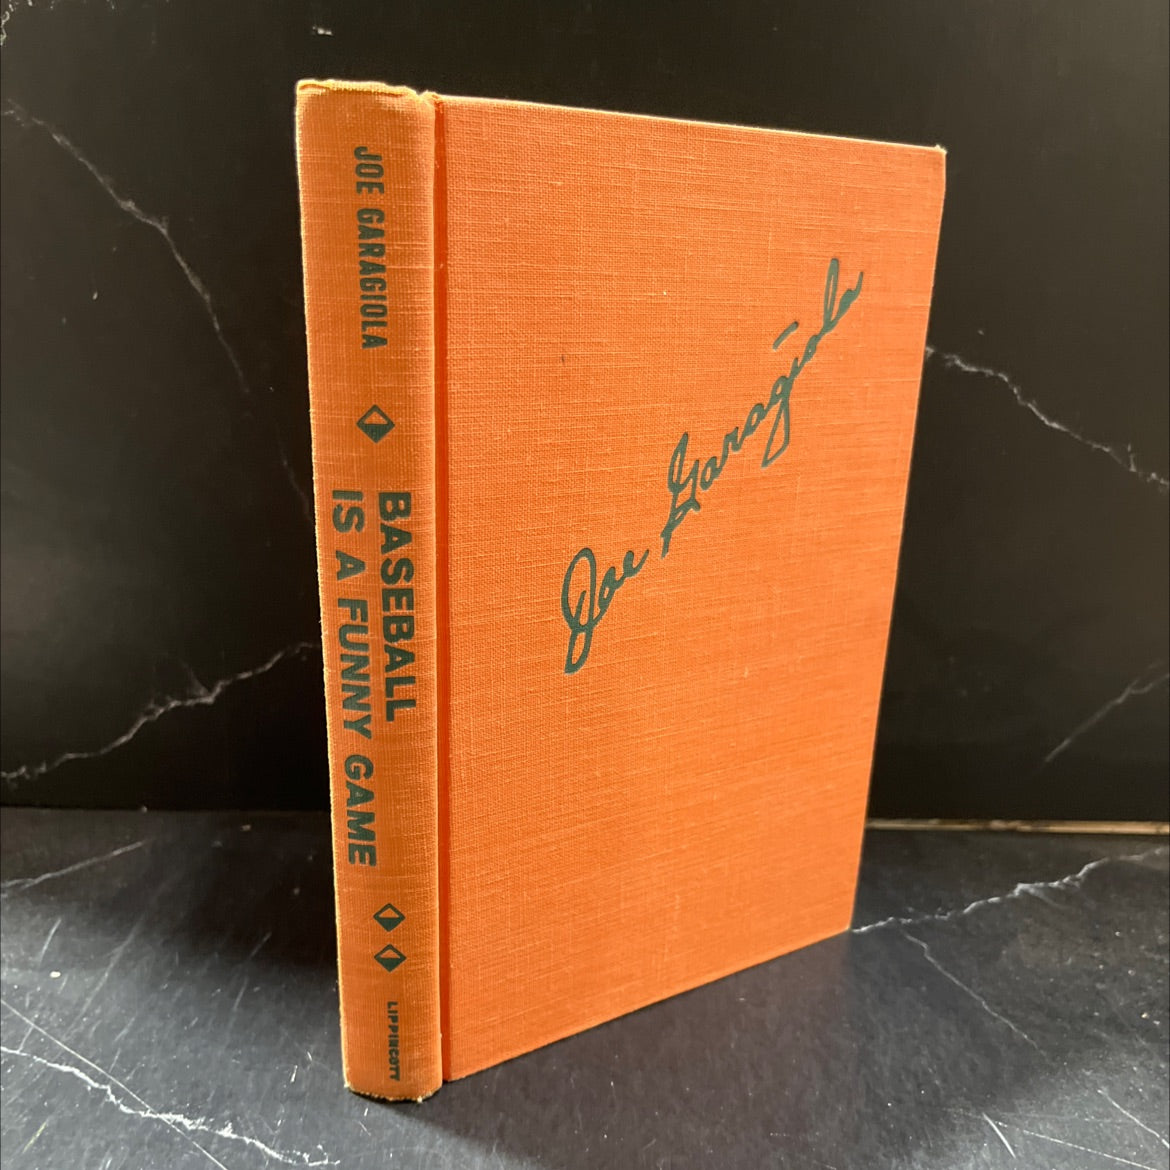 JOE GARAGIOLA
BASEBALL
IS A FUNNY GAME
LIPPINCOTT
Joe Garagiola